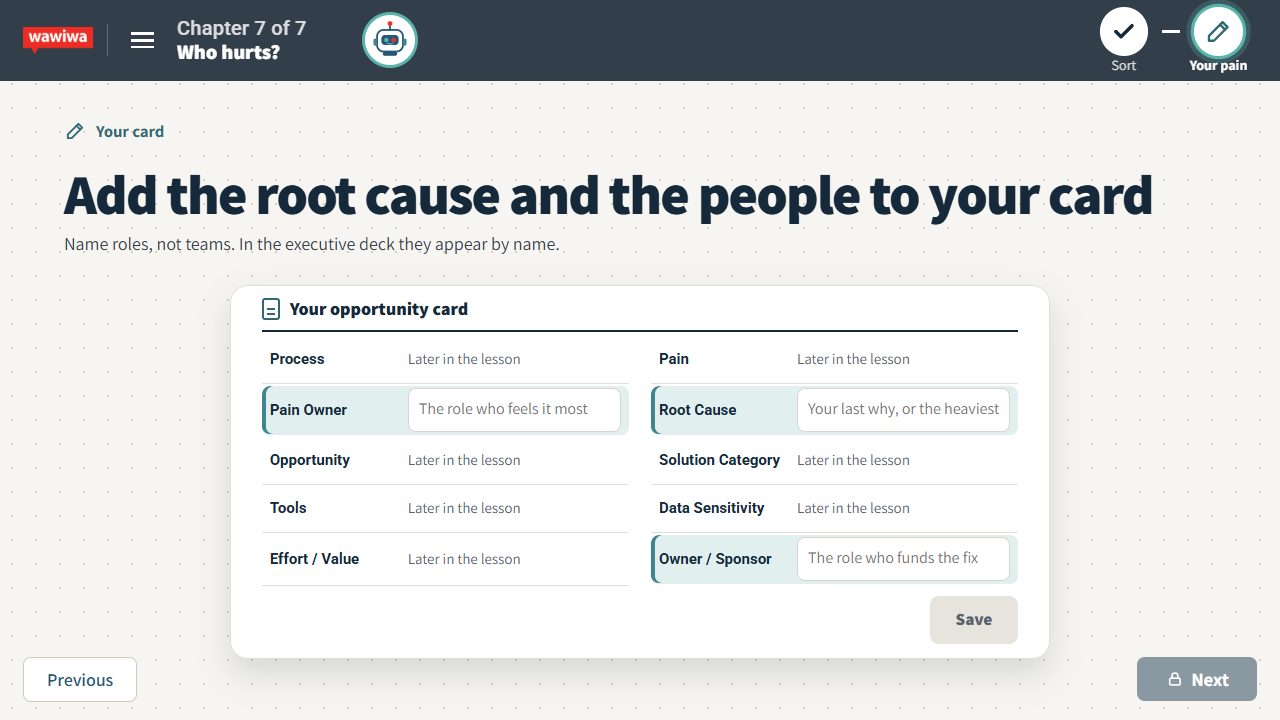 wawiwa
Chapter 7 of 7
Who hurts?
Sort
Your pain
Your card
Add the root cause and the people to your card
Name roles, not teams. In the executive deck they appear by name.
Your opportunity card
Process Later in the lesson
Pain Later in the lesson
Pain Owner The role who feels it most
Root Cause Your last why, or the heaviest
Opportunity Later in the lesson
Solution Category Later in the lesson
Tools Later in the lesson
Data Sensitivity Later in the lesson
Effort / Value Later in the lesson
Owner / Sponsor The role who funds the fix
Save
Previous
Next